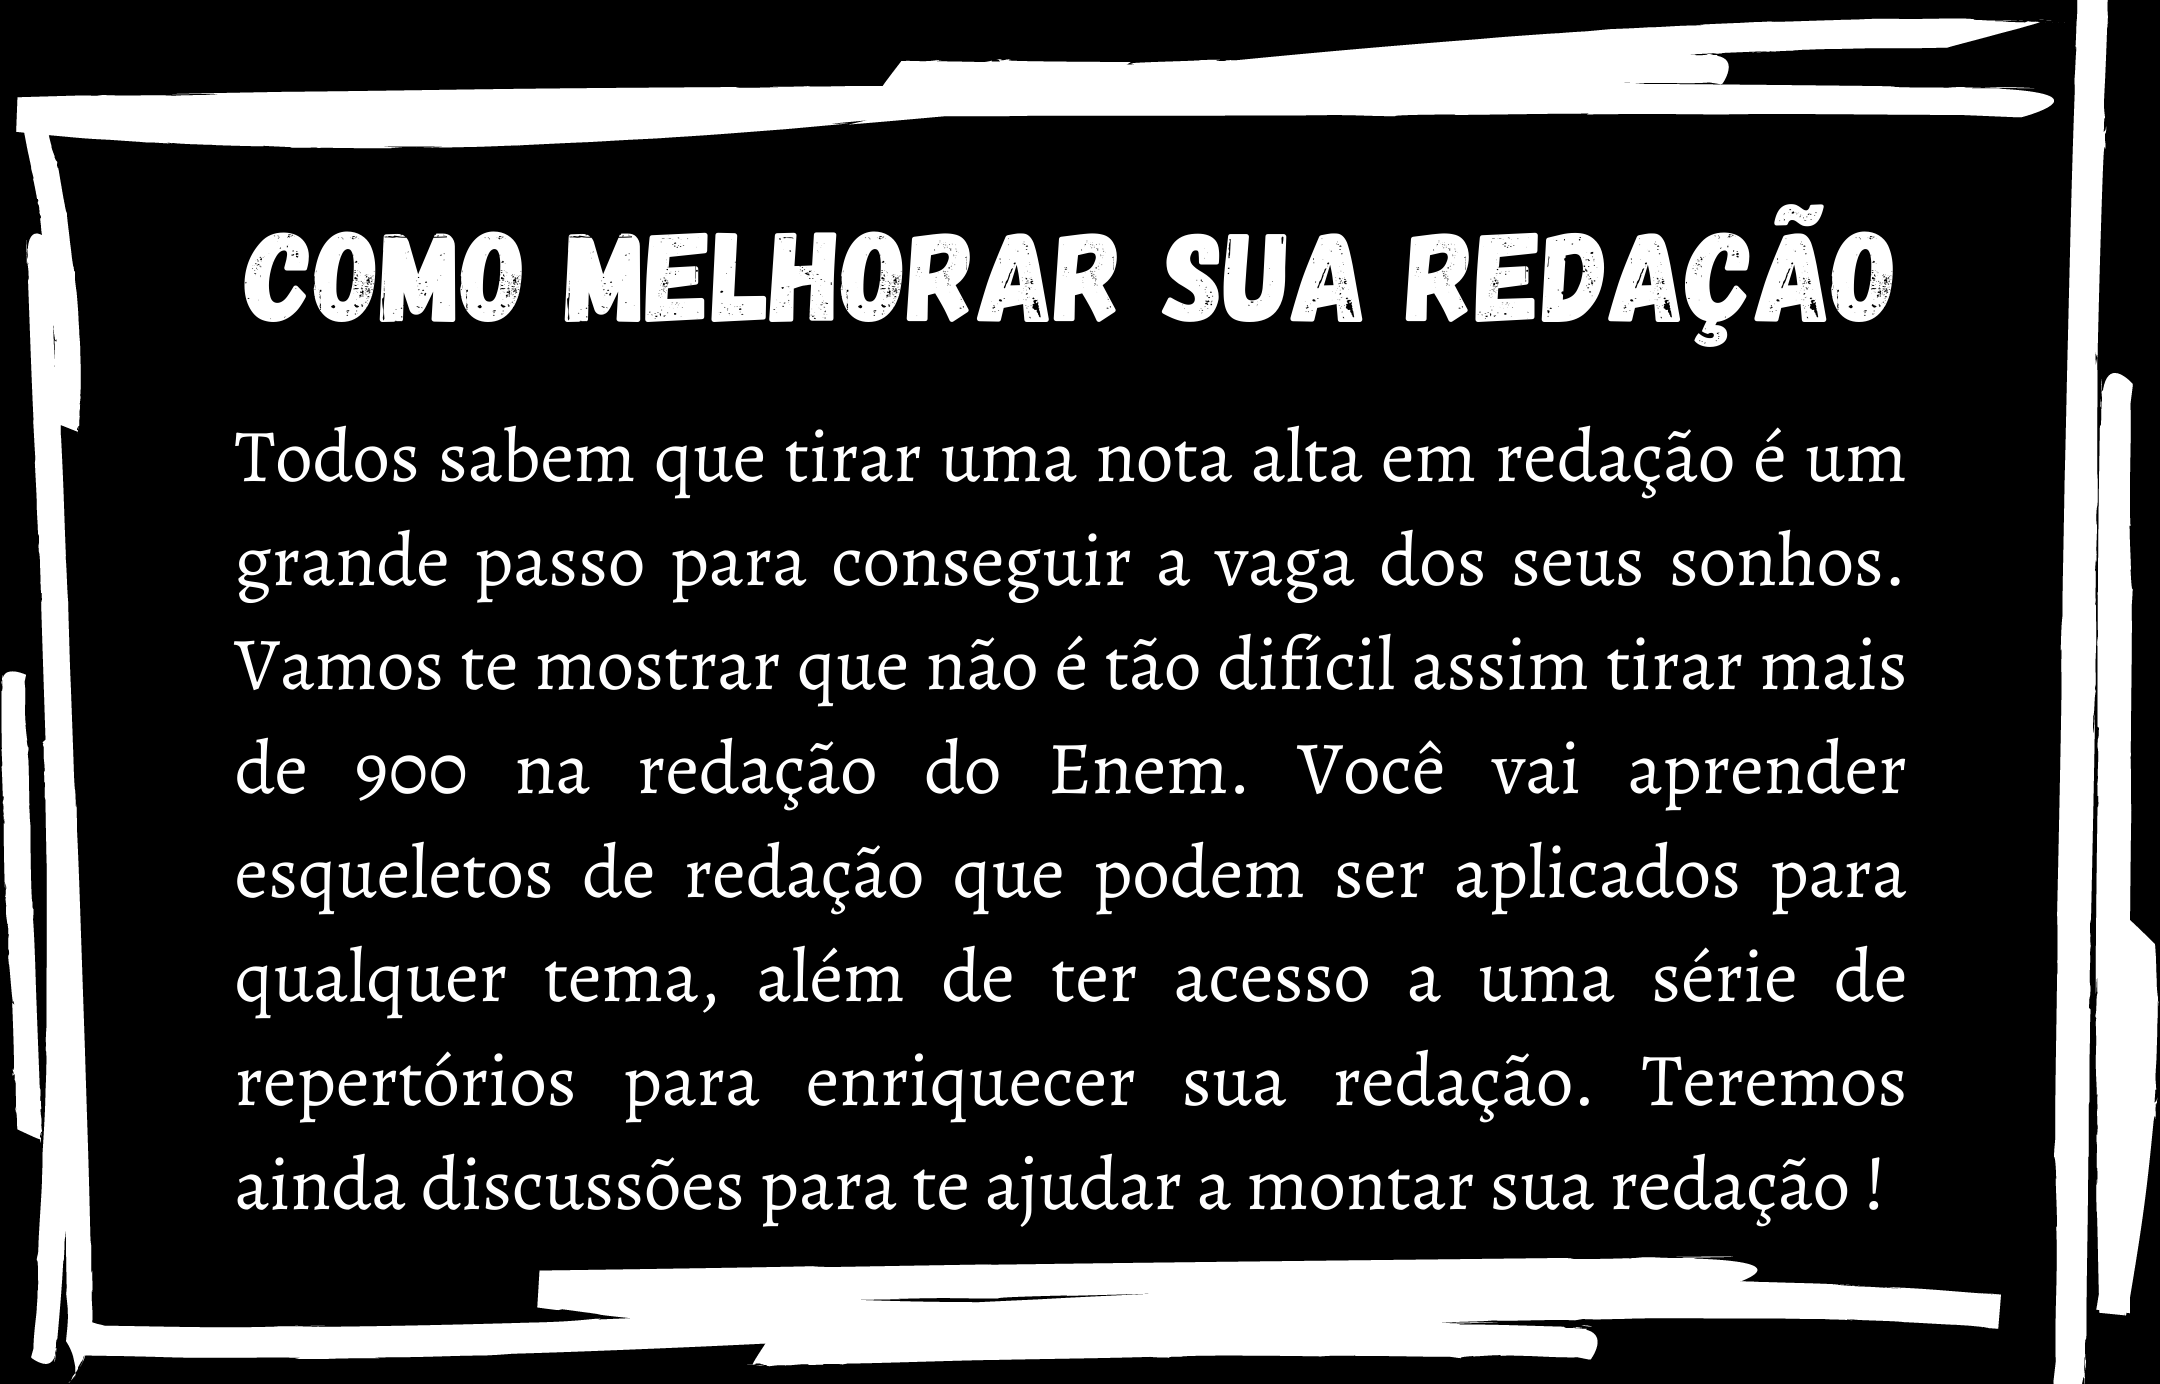 COMO MELHORAR SUA REDAÇÃO
Todos sabem que tirar uma nota alta em redação é um
grande passo para conseguir a vaga dos seus sonhos.
Vamos te mostrar que não é tão difícil assim tirar mais
de 900 na redação do Enem. Você vai aprender
esqueletos de redação que podem ser aplicados para
qualquer tema, além de ter acesso a uma série de
repertórios para enriquecer sua redação. Teremos
ainda discussões para te ajudar a montar sua redação !